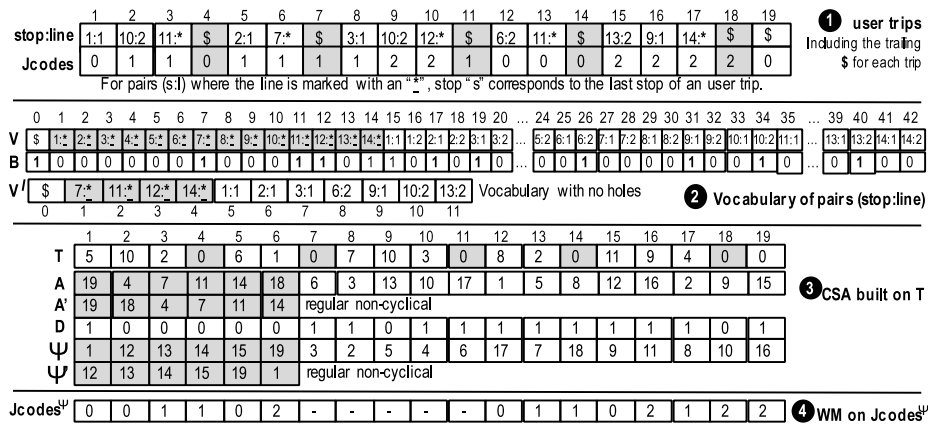 1 2 3 4 5 6 7 8 9 10 11 12 13 14 15 16 17 18 19
stop:line 1:1 10:2 11:* $ 2:1 7:* $ 3:1 10:2 12:* $ 6:2 11:* $ 13:2 9:1 14:* $ $
1 user trips
Including the trailing
$ for each trip
Jcodes 0 1 1 0 1 1 1 1 2 2 1 0 0 0 2 2 2 2 0
For pairs (s:l) where the line is marked with an "*", stop "s" corresponds to the last stop of an user trip.
0 1 2 3 4 5 6 7 8 9 10 11 12 13 14 15 16 17 18 19 20 ... 24 25 26 27 28 29 30 31 32 33 34 35 ... 39 40 41 42
V $ 1:* 2:* 3:* 4:* 5:* 6:* 7:* 8:* 9:* 10:* 11:* 12:* 13:* 14:* 1:1 1:2 2:1 2:2 3:1 3:2 ... 5:2 6:1 6:2 7:1 7:2 8:1 8:2 9:1 9:2 10:1 10:2 11:1 ... 13:1 13:2 14:1 14:2
B 1 0 0 0 0 0 0 1 0 0 0 1 1 0 1 1 0 1 0 1 0 ... 0 0 1 0 0 0 0 1 0 0 1 0 ... 0 1 0 0
V' $ 7:* 11:* 12:* 14:* 1:1 2:1 3:1 6:2 9:1 10:2 13:2 Vocabulary with no holes
2 Vocabulary of pairs (stop:line)
0 1 2 3 4 5 6 7 8 9 10 11
1 2 3 4 5 6 7 8 9 10 11 12 13 14 15 16 17 18 19
T 5 10 2 0 6 1 0 7 10 3 0 8 2 0 11 9 4 0 0
A 19 4 7 11 14 18 6 3 13 10 17 1 5 8 12 16 2 9 15
3 CSA built on T
A' 19 18 4 7 11 14 regular non-cyclical
D 1 0 0 0 0 0 1 1 0 1 1 1 1 1 1 1 1 0 1
Ψ 1 12 13 14 15 19 3 2 5 4 6 17 7 18 9 11 8 10 16
Ψ' 12 13 14 15 19 1 regular non-cyclical
JcodesΨ 0 0 1 1 0 2 - - - - - 0 1 1 0 2 1 2 2
4 WM on JcodesΨ